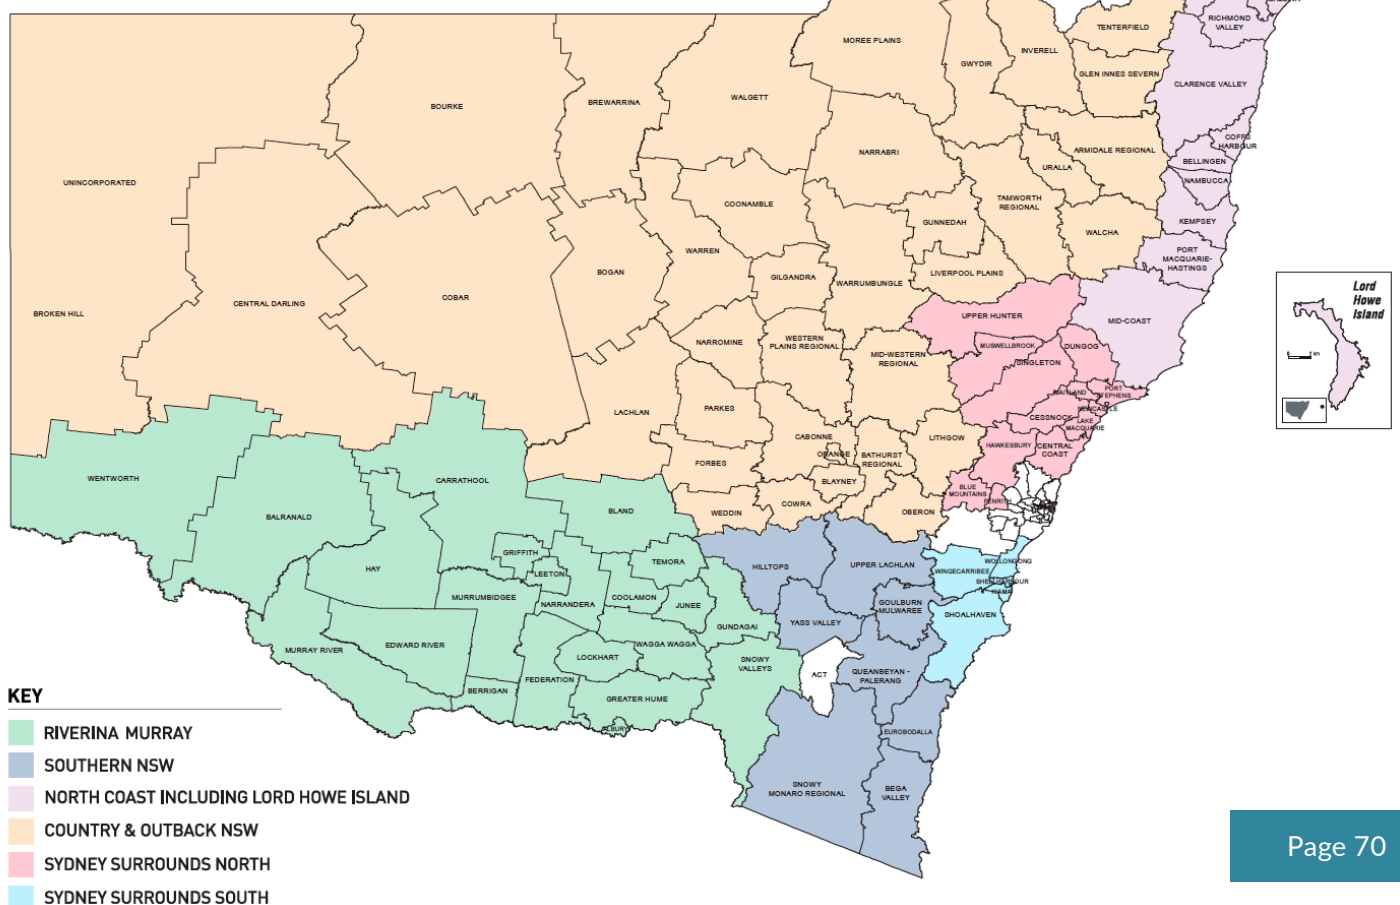 RICHMOND
VALLEY
TENTERFIELD
MOREE PLAINS
INVERELL
GWYDIR
GLEN INNES SEVERN
CLARENCE VALLEY
WALGETT
BREWARRINA
BOURKE
COFFS
HARBOUR
NARRABRI
ARMIDALE REGIONAL
BELLINGEN
URALLA
UNINCORPORATED
NAMBUCCA
COONAMBLE
TAMWORTH
REGIONAL
GUNNEDAH
KEMPSEY
WALCHA
WARREN
PORT
MACQUARIE-
HASTINGS
BOGAN
GILGANDRA
LIVERPOOL PLAINS
WARRUMBUNGLE
COBAR
CENTRAL DARLING
BROKEN HILL
UPPER HUNTER
MID-COAST
Lord
Howe
Island
2 km
NARROMINE
WESTERN
PLAINS REGIONAL
MUSWELLBROOK
DUNGOG
MID-WESTERN
REGIONAL
SINGLETON
MAITLAND
PORT
STEPHENS
LACHLAN
PARKES
NEWCASTLE
CESSNOCK
LAKE
MACQUARIE
CABONNE
LITHGOW
HAWKESBURY
CENTRAL
COAST
ORANGE
BATHURST
REGIONAL
FORBES
WENTWORTH
CARRATHOOL
BLAYNEY
BLUE
MOUNTAINS
PENRITH
COWRA
BLAND
WEDDIN
OBERON
BALRANALD
GRIFFITH
TEMORA
HILLTOPS
UPPER LACHLAN
WOLLONGONG
WINGECARRIBEE
HAY
LEETON
SHELLHARBOUR
KIAMA
MURRUMBIDGEE
NARRANDERA
COOLAMON
JUNEE
GOULBURN
MULWAREE
SHOALHAVEN
GUNDAGAI
YASS VALLEY
MURRAY RIVER
EDWARD RIVER
WAGGA WAGGA
LOCKHART
SNOWY
VALLEYS
ACT
QUEANBEYAN -
PALERANG
FEDERATION
BERRIGAN
GREATER HUME
ALBURY
EUROBODALLA
SNOWY
MONARO REGIONAL
BEGA
VALLEY
KEY
RIVERINA MURRAY
SOUTHERN NSW
NORTH COAST INCLUDING LORD HOWE ISLAND
COUNTRY & OUTBACK NSW
SYDNEY SURROUNDS NORTH
SYDNEY SURROUNDS SOUTH
Page 70